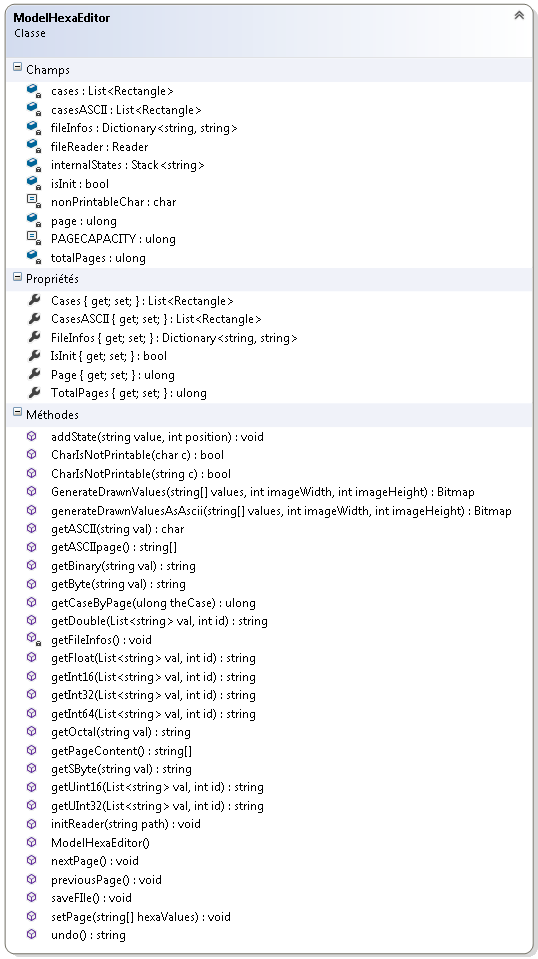 ModelHexaEditor
Classe
Champs
cases : List<Rectangle>
casesASCII : List<Rectangle>
fileInfos : Dictionary<string, string>
fileReader : Reader
internalStates : Stack<string>
isInit : bool
nonPrintableChar : char
page : ulong
PAGECAPACITY : ulong
totalPages : ulong
Propriétés
Cases { get; set; } : List<Rectangle>
CasesASCII { get; set; } : List<Rectangle>
FileInfos { get; set; } : Dictionary<string, string>
IsInit { get; set; } : bool
Page { get; set; } : ulong
TotalPages { get; set; } : ulong
Méthodes
addState(string value, int position) : void
CharIsNotPrintable(char c) : bool
CharIsNotPrintable(string c) : bool
GenerateDrawnValues(string[] values, int imageWidth, int imageHeight) : Bitmap
generateDrawnValuesAsAscii(string[] values, int imageWidth, int imageHeight) : Bitmap
getASCII(string val) : char
getASCIIpage() : string[]
getBinary(string val) : string
getByte(string val) : string
getCaseByPage(ulong theCase) : ulong
getDouble(List<string> val, int id) : string
getFileInfos() : void
getFloat(List<string> val, int id) : string
getInt16(List<string> val, int id) : string
getInt32(List<string> val, int id) : string
getInt64(List<string> val, int id) : string
getOctal(string val) : string
getPageContent() : string[]
getSByte(string val) : string
getUint16(List<string> val, int id) : string
getUInt32(List<string> val, int id) : string
initReader(string path) : void
ModelHexaEditor()
nextPage() : void
previousPage() : void
saveFIle() : void
setPage(string[] hexaValues) : void
undo() : string